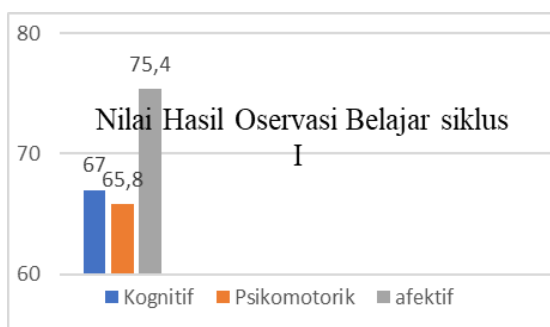 80
75,4
Nilai Hasil Oservasi Belajar siklus
I
70
67
65,8
60
Kognitif Psikomotorik afektif